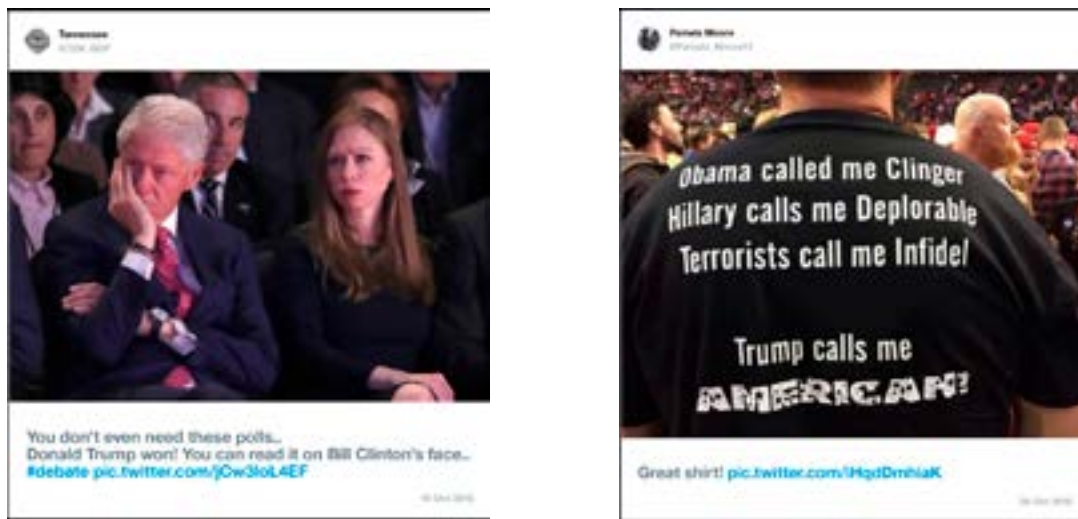 Tennessee
@TEN_GOP
You don't even need these polls..
Donald Trump won! You can read it on Bill Clinton's face..
#debate pic.twitter.com/jOw3loL4EF
Pamela Moore
Obama called me Clinger
Hillary calls me Deplorable
Terrorists call me Infidel
Trump calls me
AMERICAN!
Great shirt! pic.twitter.com/iHqdDmhiaK